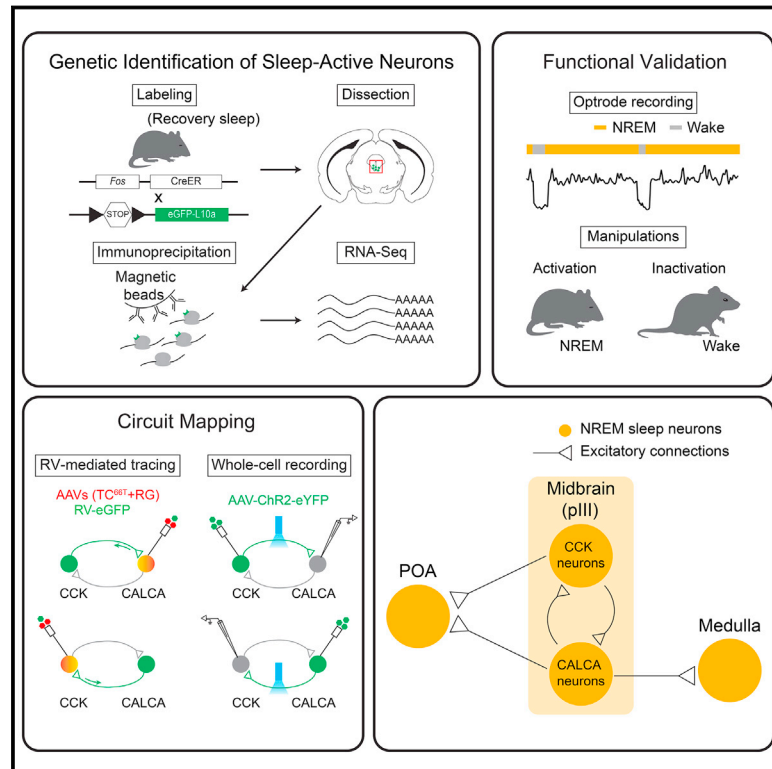 Genetic Identification of Sleep-Active Neurons
Labeling
(Recovery sleep)
Fos
CreER
X
STOP
eGFP-L10a
Dissection
Immunoprecipitation
Magnetic
beads
RNA-Seq
AAAAA
AAAAA
AAAAA
AAAAA
Functional Validation
Optrode recording
NREM
Wake
Manipulations
Activation
Inactivation
NREM
Wake
Circuit Mapping
RV-mediated tracing
AAVs (TC66T+RG)
RV-eGFP
CCK
CALCA
CCK
CALCA
Whole-cell recording
AAV-ChR2-eYFP
CCK
CALCA
CCK
CALCA
NREM sleep neurons
Excitatory connections
Midbrain
(pIII)
CCK
neurons
POA
CALCA
neurons
Medulla